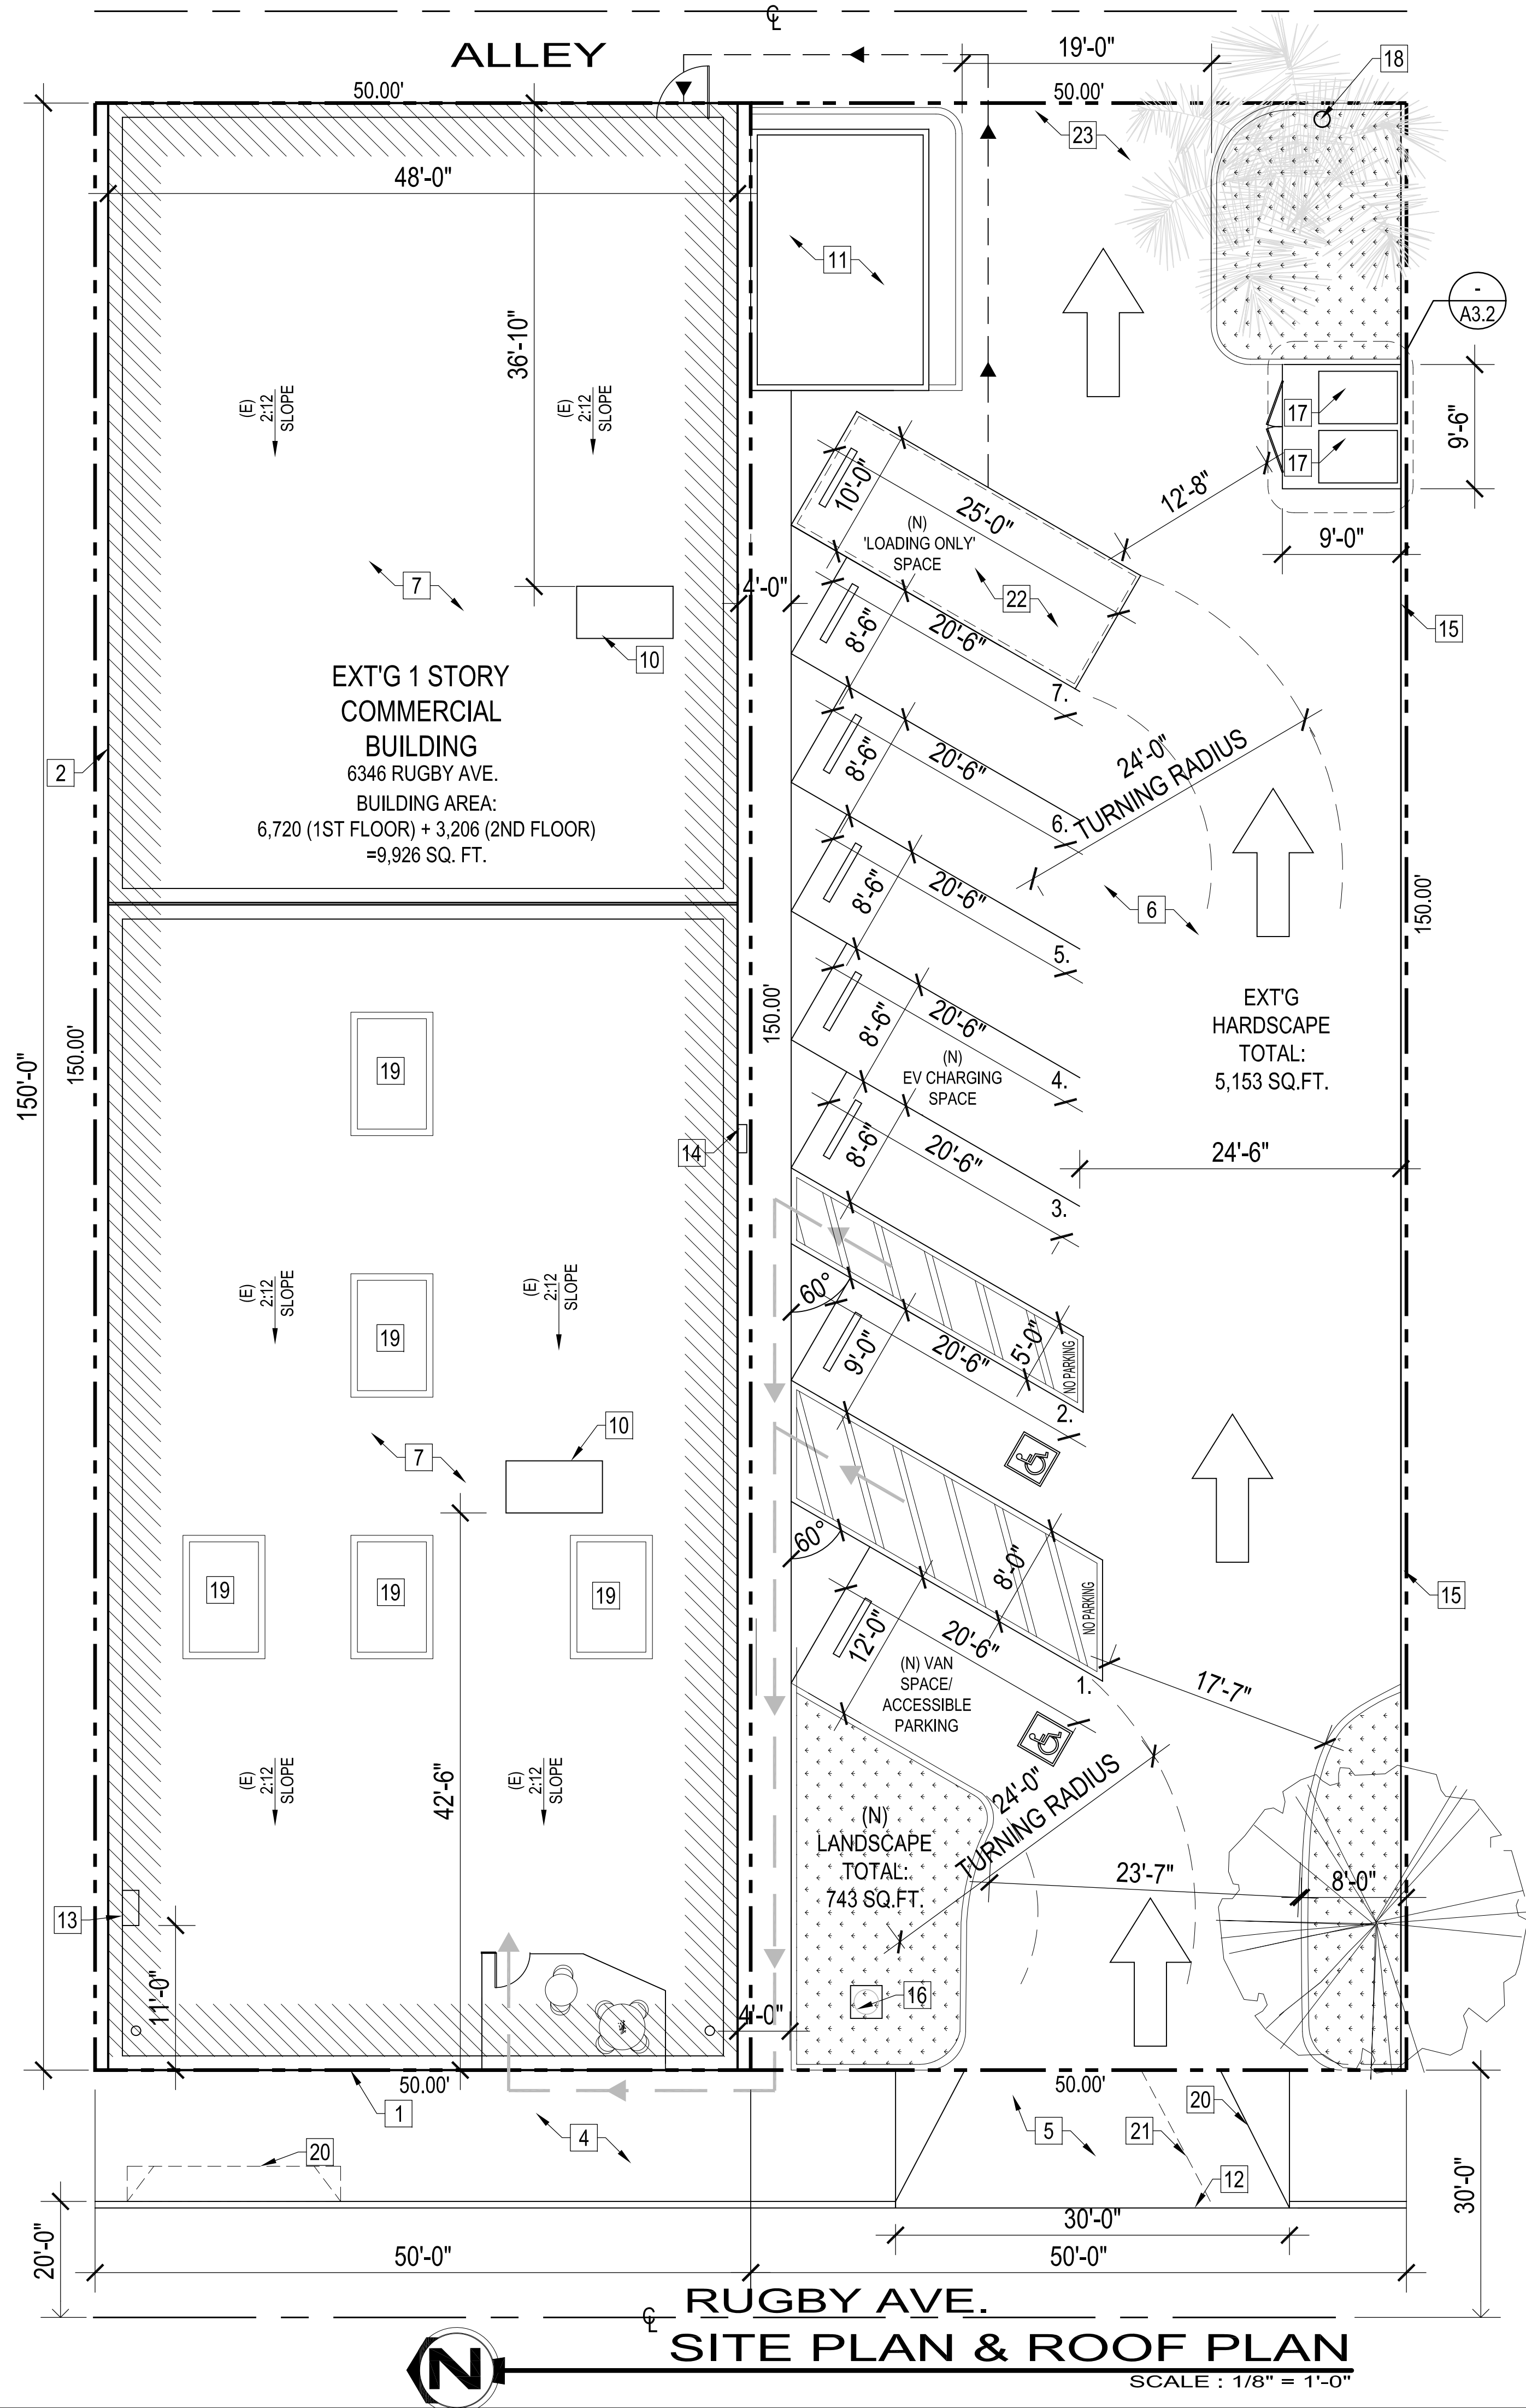 ℄
ALLEY
19'-0"
18
50.00'
50.00'
23
48'-0"
11
36'-10"
-
A3.2
(E)
2:12
SLOPE
(E)
2:12
SLOPE
17
17
9'-6"
10'-0"
25'-0"
12'-8"
(N)
'LOADING ONLY'
SPACE
9'-0"
7
4'-0"
22
8'-6"
20'-6"
15
10
EXT'G 1 STORY
COMMERCIAL
BUILDING
6346 RUGBY AVE.
BUILDING AREA:
6,720 (1ST FLOOR) + 3,206 (2ND FLOOR)
=9,926 SQ. FT.
7.
2
8'-6"
20'-6"
24'-0"
TURNING RADIUS
6.
8'-6"
20'-6"
6
150.00'
5.
150'-0"
150.00'
150.00'
19
8'-6"
20'-6"
EXT'G
HARDSCAPE
TOTAL:
5,153 SQ.FT.
(N)
EV CHARGING
SPACE
4.
14
8'-6"
20'-6"
24'-6"
3.
(E)
2:12
SLOPE
(E)
2:12
SLOPE
60°
19
9'-0"
20'-6"
5'-0"
NO PARKING
2.
10
7
60°
19
19
19
8'-0"
NO PARKING
15
12'-0"
20'-6"
(N) VAN
SPACE/
ACCESSIBLE
PARKING
1.
17'-7"
(E)
2:12
SLOPE
(E)
2:12
SLOPE
42'-6"
24'-0"
TURNING RADIUS
(N)
LANDSCAPE
TOTAL:
743 SQ.FT.
23'-7"
8'-0"
13
11'-0"
16
4'-0"
50.00'
50.00'
1
4
5
21
20
20
12
30'-0"
20'-0"
30'-0"
50'-0"
50'-0"
RUGBY AVE.
℄
SITE PLAN & ROOF PLAN
N
SCALE : 1/8" = 1'-0"